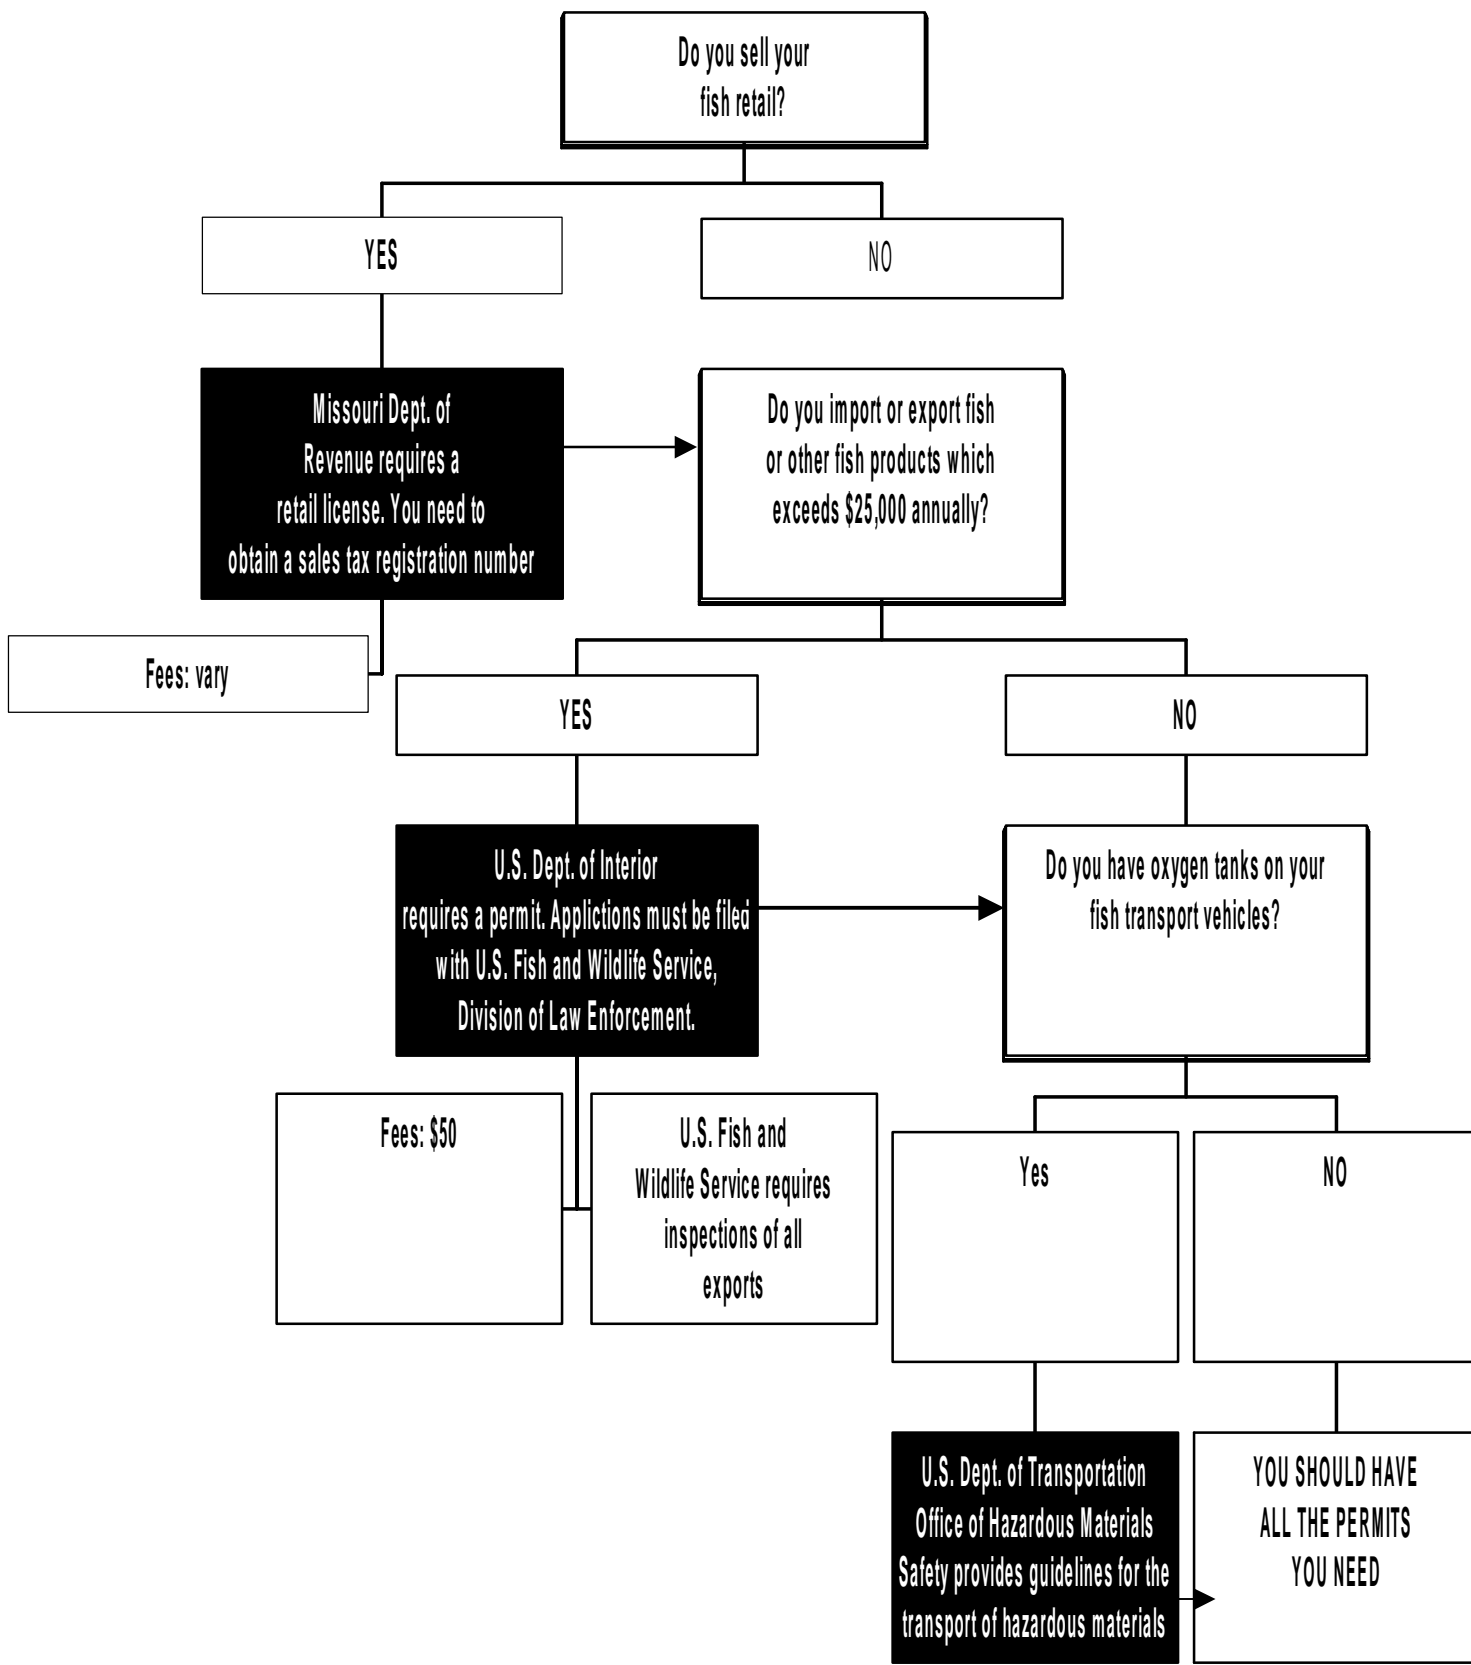 Do you sell your
fish retail?
YES
NO
Missouri Dept. of
Revenue requires a
retail license. You need to
obtain a sales tax registration number
Do you import or export fish
or other fish products which
exceeds $25,000 annually?
Fees: vary
YES
NO
U.S. Dept. of Interior
requires a permit. Applictions must be filed
with U.S. Fish and Wildlife Service,
Division of Law Enforcement.
Do you have oxygen tanks on your
fish transport vehicles?
Fees: $50
U.S. Fish and
Wildlife Service requires
inspections of all
exports
Yes
NO
U.S. Dept. of Transportation
Office of Hazardous Materials
Safety provides guidelines for the
transport of hazardous materials
YOU SHOULD HAVE
ALL THE PERMITS
YOU NEED